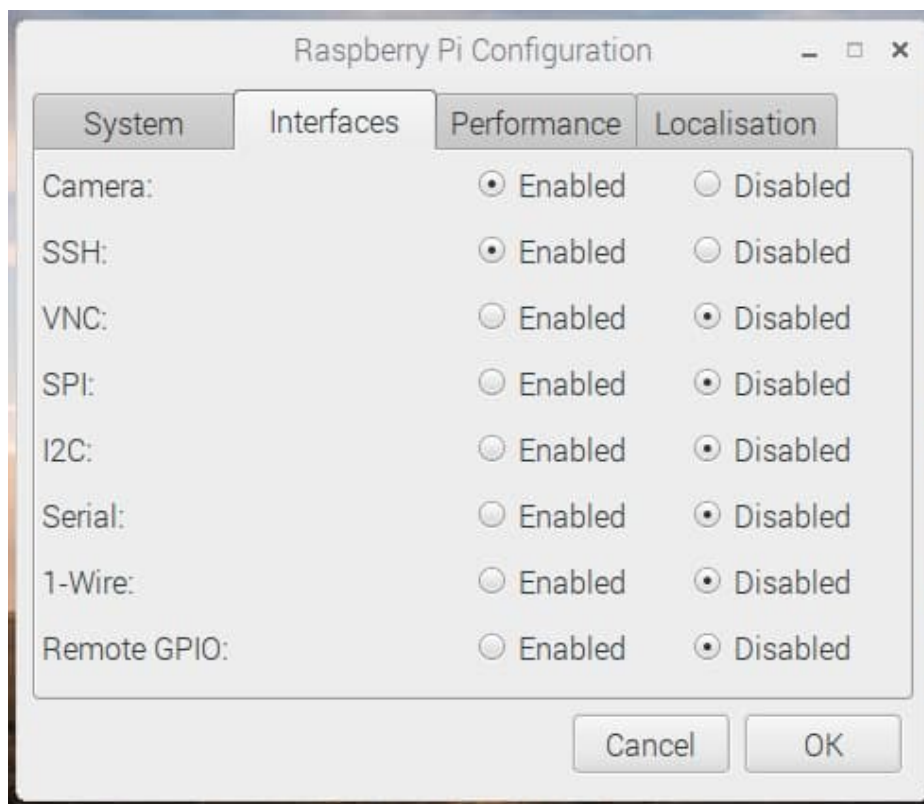 Raspberry Pi Configuration
System Interfaces Performance Localisation
Camera: Enabled Disabled
SSH: Enabled Disabled
VNC: Enabled Disabled
SPI: Enabled Disabled
I2C: Enabled Disabled
Serial: Enabled Disabled
1-Wire: Enabled Disabled
Remote GPIO: Enabled Disabled
Cancel OK